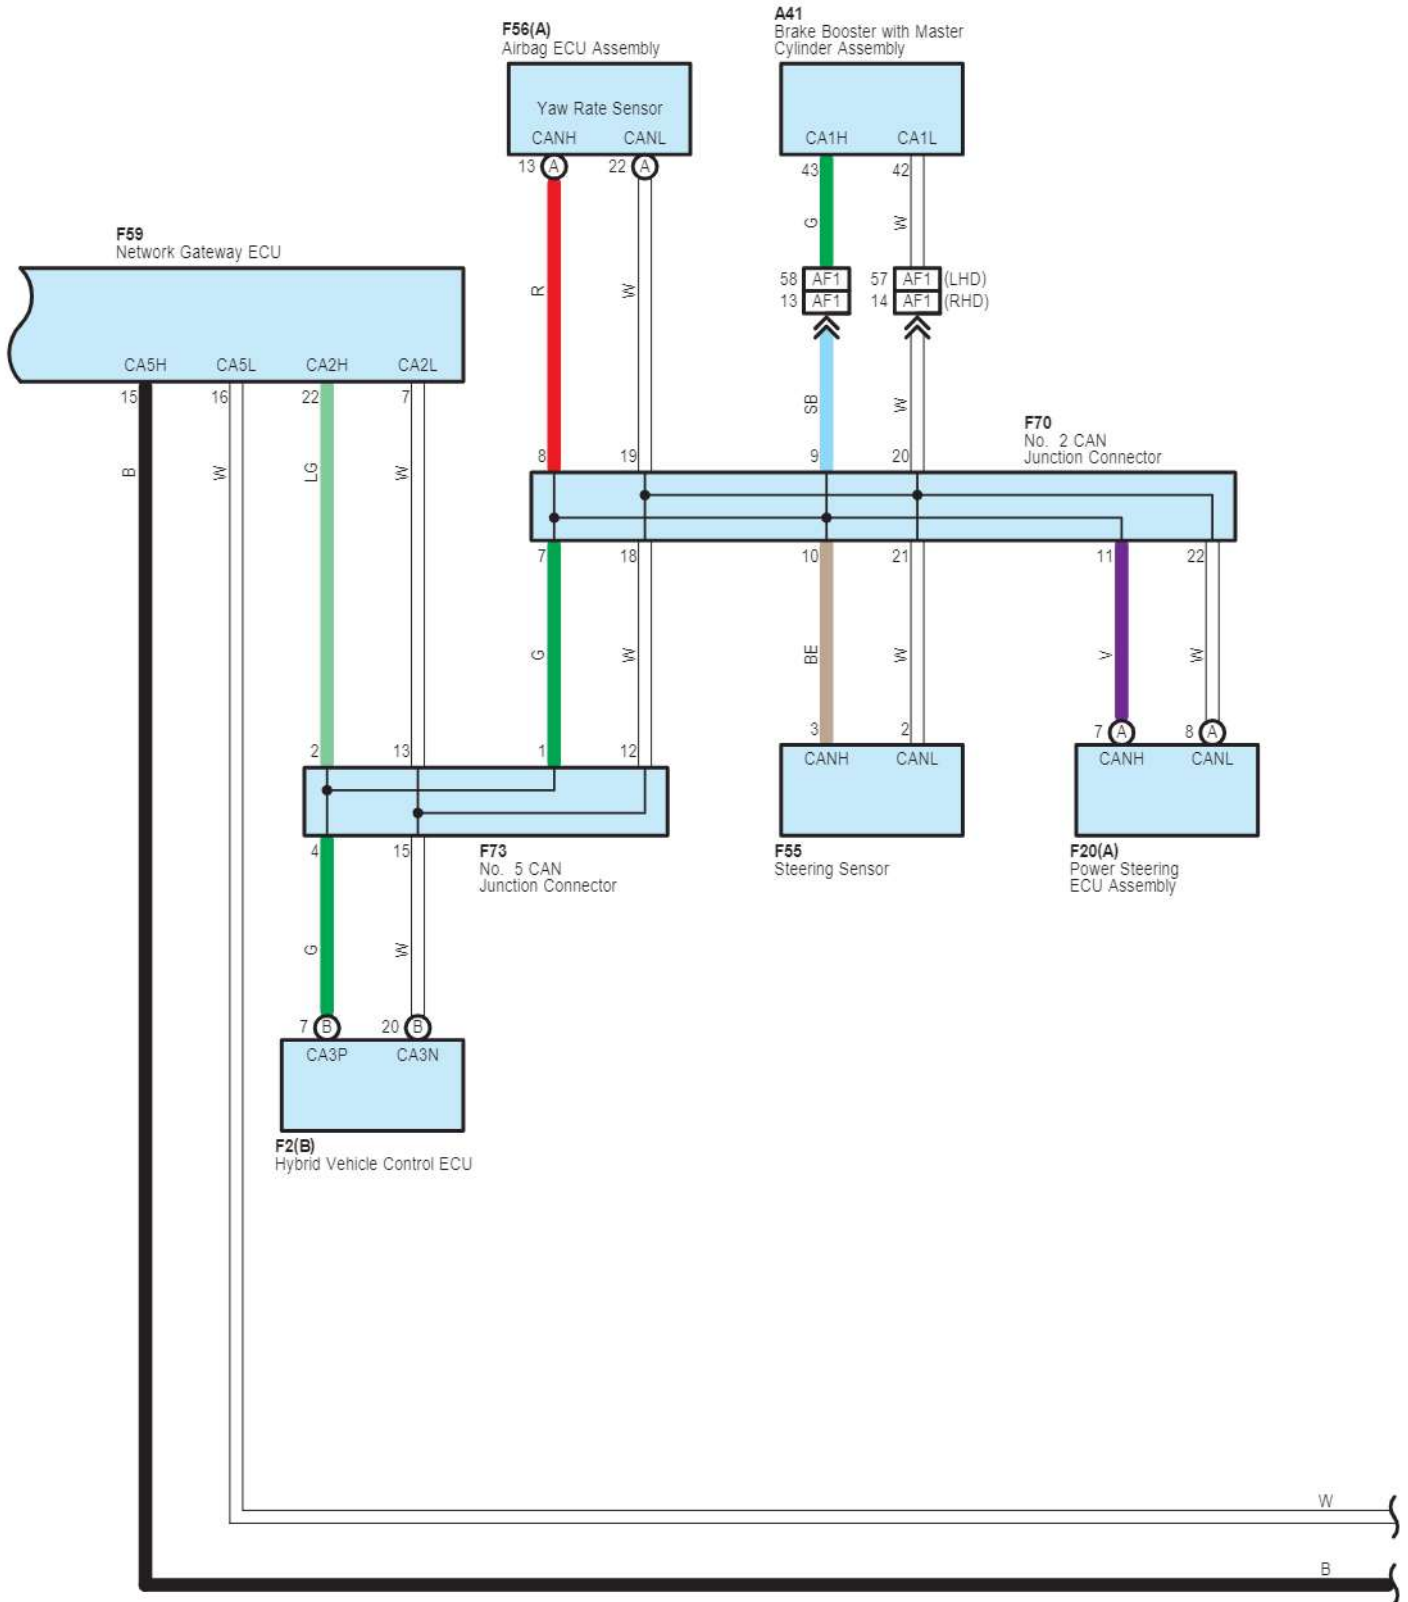 F56(A)
Airbag ECU Assembly
A41
Brake Booster with Master
Cylinder Assembly
Yaw Rate Sensor
CANH CANL
CA1H CA1L
13 A 22 A
43 42
G W
F59
Network Gateway ECU
R W
58 AF1 57 AF1 (LHD)
13 AF1 14 AF1 (RHD)
CA5H CA5L CA2H CA2L
15 16 22 7
SB W
F70
No. 2 CAN
Junction Connector
B W LG W
8 19 9 20
7 18 10 21 11 22
G W BE W V W
2 13 1 12
3 2 7 A 8 A
CANH CANL CANH CANL
4 15
F73
No. 5 CAN
Junction Connector
F55
Steering Sensor
F20(A)
Power Steering
ECU Assembly
G W
7 B 20 B
CA3P CA3N
F2(B)
Hybrid Vehicle Control ECU
W
B